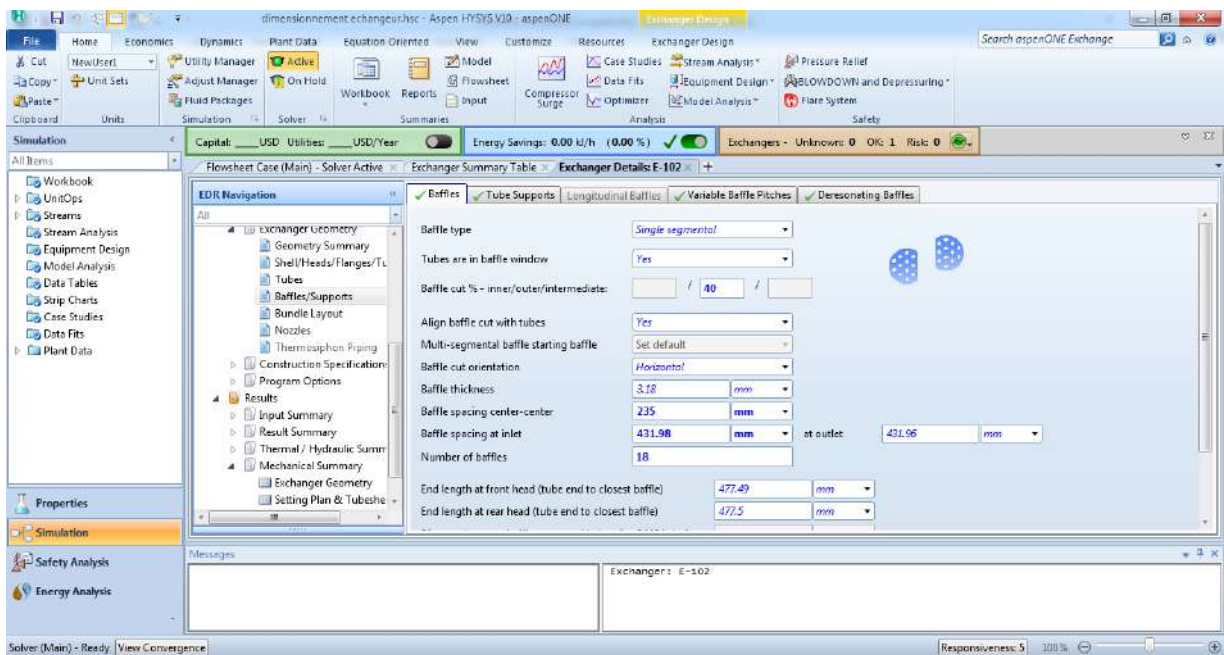 dimensionnement echangeur.hsc - Aspen HYSYS V10 - aspenONE
Exchanger Design
File Home Economics Dynamics Plant Data Equation Oriented View Customize Resources Exchanger Design Search aspenONE Exchange
Cut NewUser1 Utility Manager Active Model Case Studies Stream Analysis Pressure Relief
Copy Unit Sets Adjust Manager On Hold Workbook Reports Flowsheet Compressor Surge Data Fits Equipment Design BLOWDOWN and Depressuring
Paste Fluid Packages Input Optimizer Model Analysis Flare System
Clipboard Units Simulation Solver Summaries Analysis Safety
Simulation Capital: ____USD Utilities: ____USD/Year Energy Savings: 0.00 kJ/h (0.00 %) Exchangers - Unknown: 0 OK: 1 Risk: 0
All Items Flowsheet Case (Main) - Solver Active Exchanger Summary Table Exchanger Details: E-102 +
Workbook
UnitOps
Streams
Stream Analysis
Equipment Design
Model Analysis
Data Tables
Strip Charts
Case Studies
Data Fits
Plant Data
Properties
Simulation
Safety Analysis
Energy Analysis
EDR Navigation
All
Exchanger Geometry
Geometry Summary
Shell/Heads/Flanges/Tu
Tubes
Baffles/Supports
Bundle Layout
Nozzles
Thermosiphon Piping
Construction Specification
Program Options
Results
Input Summary
Result Summary
Thermal / Hydraulic Summ
Mechanical Summary
Exchanger Geometry
Setting Plan & Tubeshe
Baffles Tube Supports Longitudinal Baffles Variable Baffle Pitches Deresonating Baffles
Baffle type Single segmental
Tubes are in baffle window Yes
Baffle cut % - inner/outer/intermediate: / 40 /
Align baffle cut with tubes Yes
Multi-segmental baffle starting baffle Set default
Baffle cut orientation Horizontal
Baffle thickness 3.18 mm
Baffle spacing center-center 235 mm
Baffle spacing at inlet 431.98 mm at outlet 431.96 mm
Number of baffles 18
End length at front head (tube end to closest baffle) 477.49 mm
End length at rear head (tube end to closest baffle) 477.5 mm
Messages
Exchanger: E-102
Solver (Main) - Ready View Convergence Responsiveness: 5 100 %